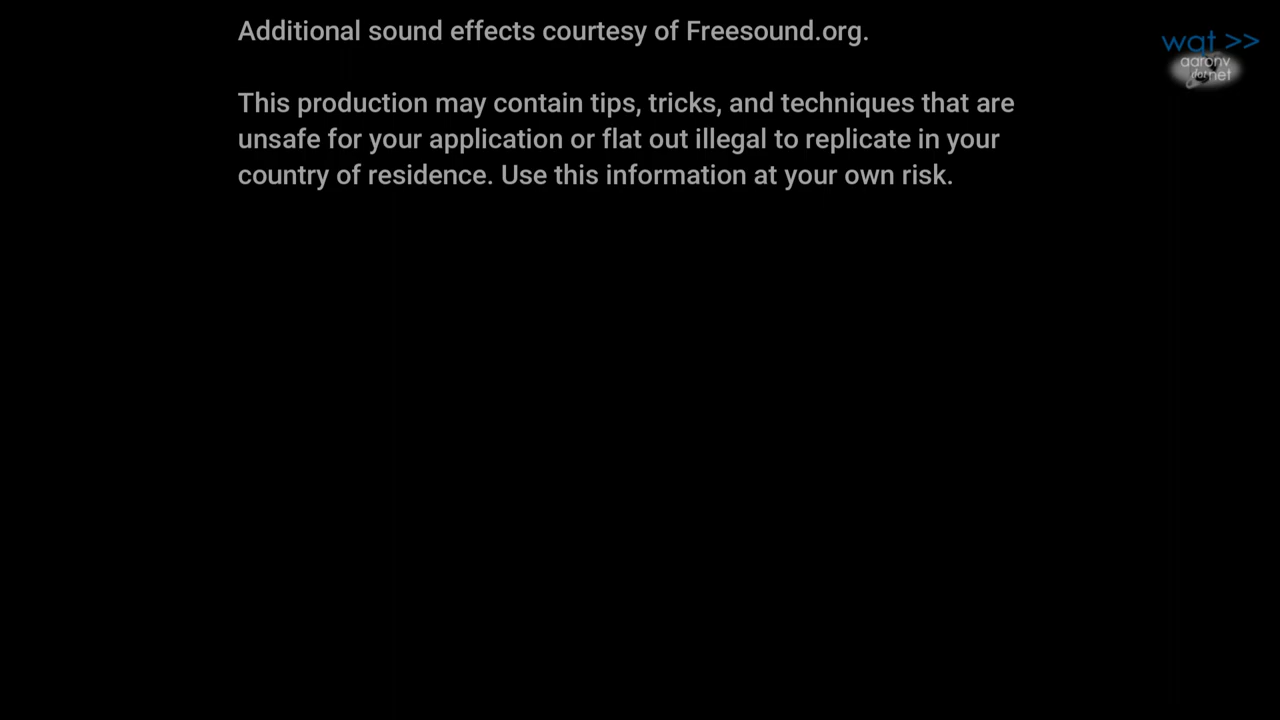 Additional sound effects courtesy of Freesound.org.
This production may contain tips, tricks, and techniques that are
unsafe for your application or flat out illegal to replicate in your
country of residence. Use this information at your own risk.
wqt >>
aaronv
dotnet